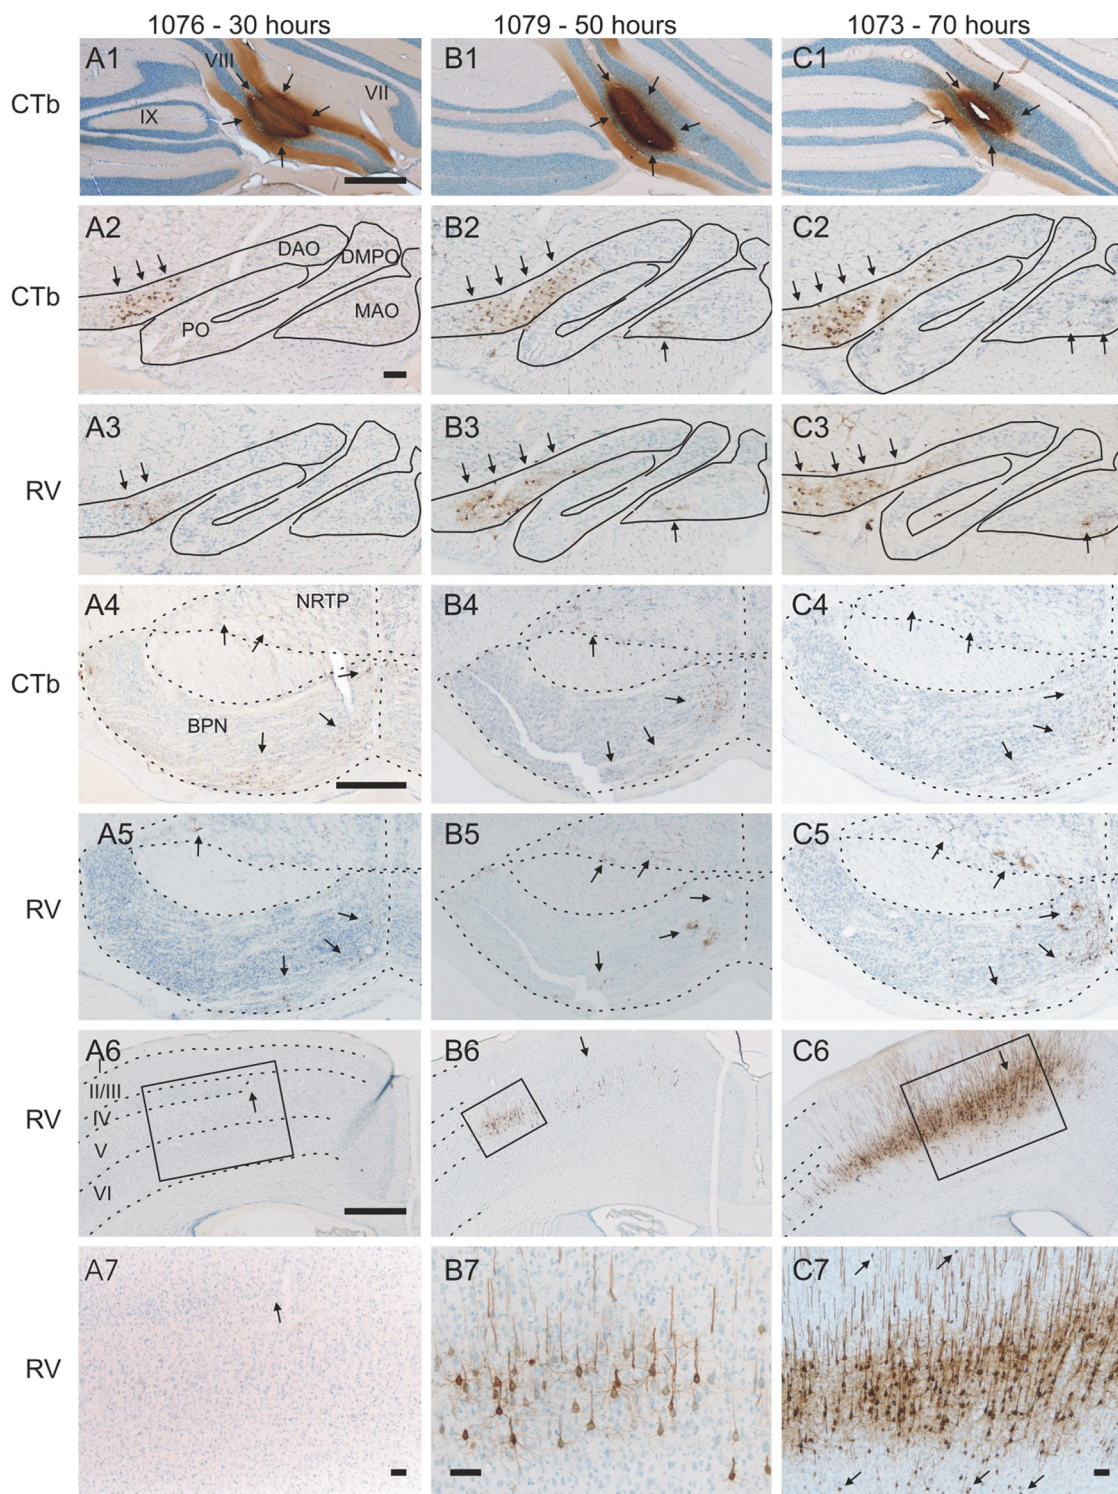 1076 - 30 hours 1079 - 50 hours 1073 - 70 hours
CTb A1 VIII VII IX B1 C1
CTb A2 DAO DMPO MAO PO B2 C2
RV A3 B3 C3
CTb A4 NRTP BPN B4 C4
RV A5 B5 C5
RV A6 B6 C6
I
II/III
IV
V
VI
RV A7 B7 C7